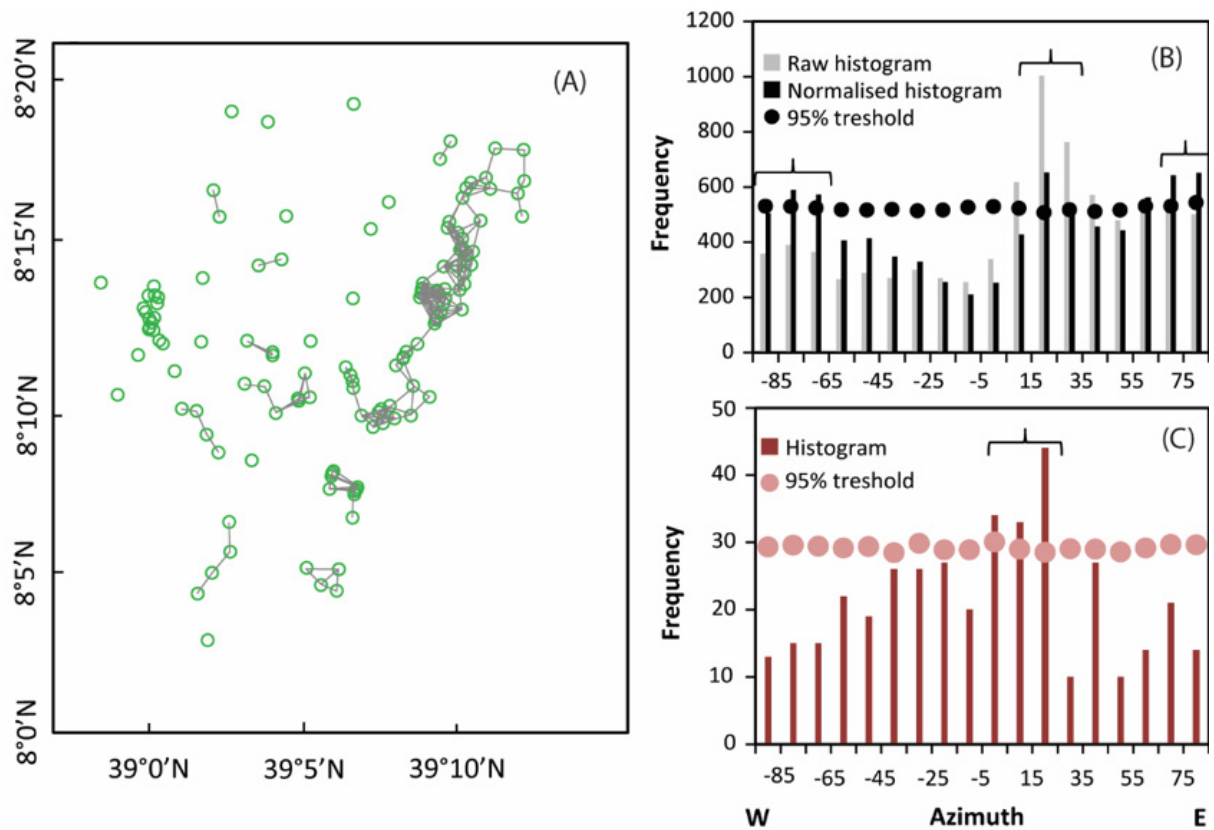 (A)
8°20′N
8°15′N
8°10′N
8°5′N
8°0′N
39°0′N 39°5′N 39°10′N
(B)
1200
1000
800
600
400
200
0
Frequency
Raw histogram
Normalised histogram
95% treshold
-85 -65 -45 -25 -5 15 35 55 75
(C)
50
40
30
20
10
0
Frequency
Histogram
95% treshold
-85 -65 -45 -25 -5 15 35 55 75
W Azimuth E